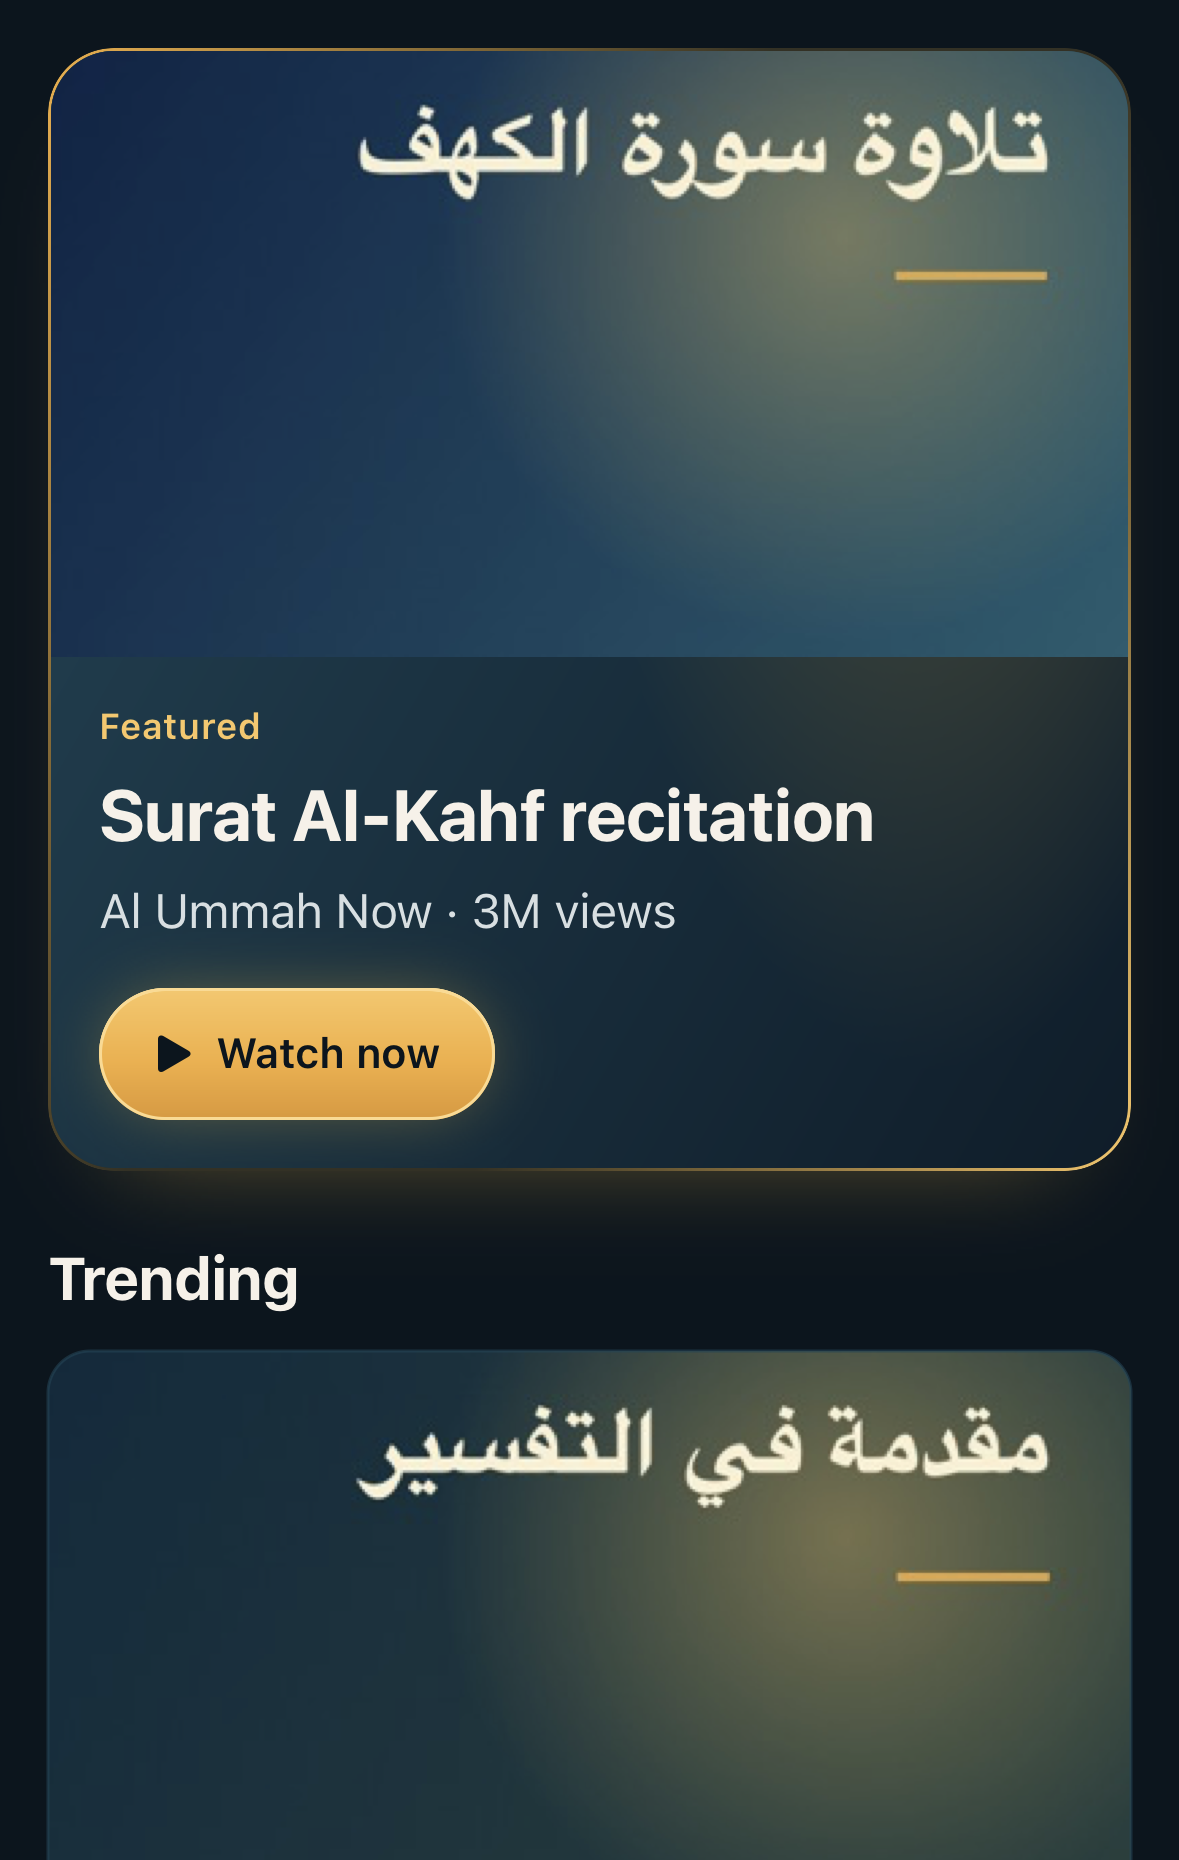 تلاوة سورة الكهف
Featured
Surat Al-Kahf recitation
Al Ummah Now · 3M views
Watch now
Trending
مقدمة في التفسير